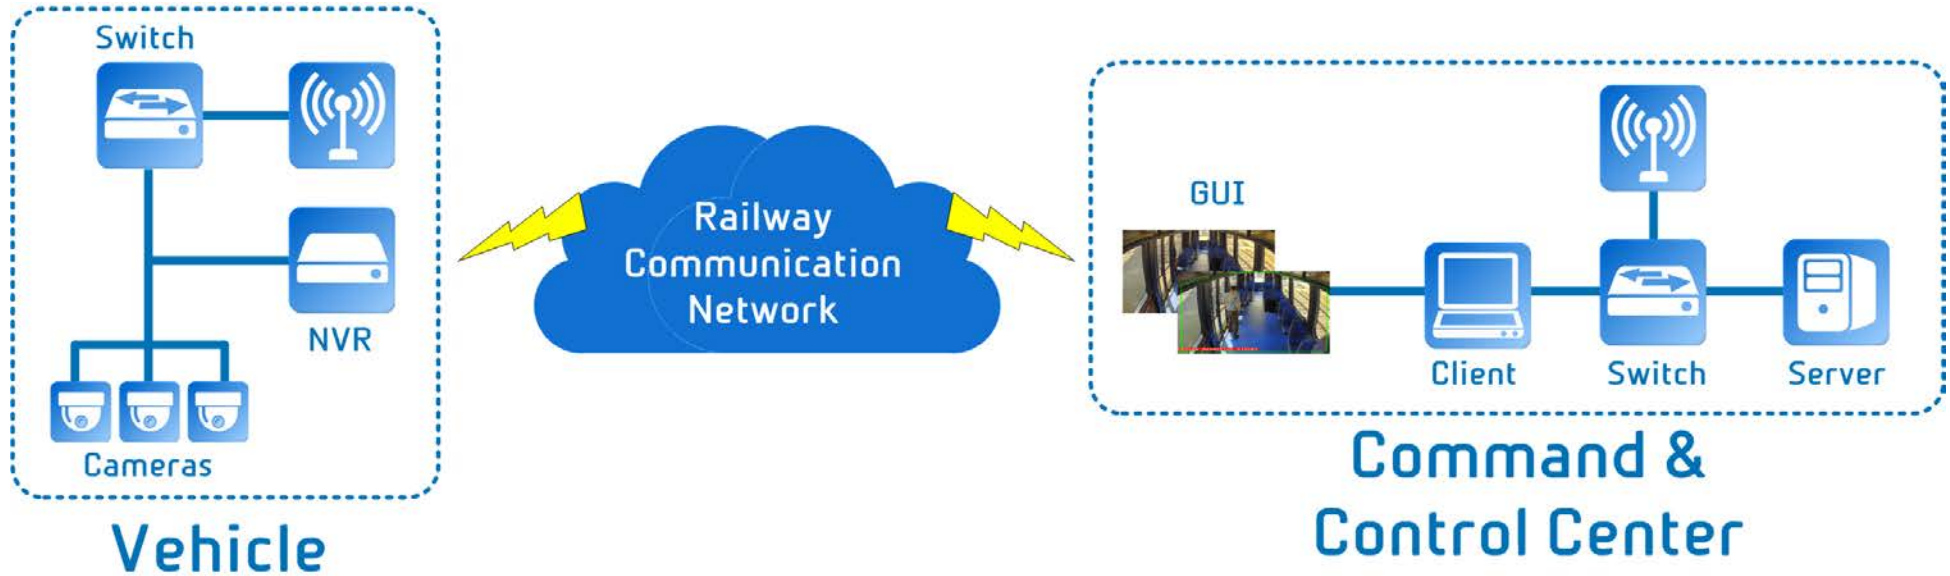 Switch
NVR
Cameras
Vehicle
Railway
Communication
Network
GUI
Client
Switch
Server
Command &
Control Center